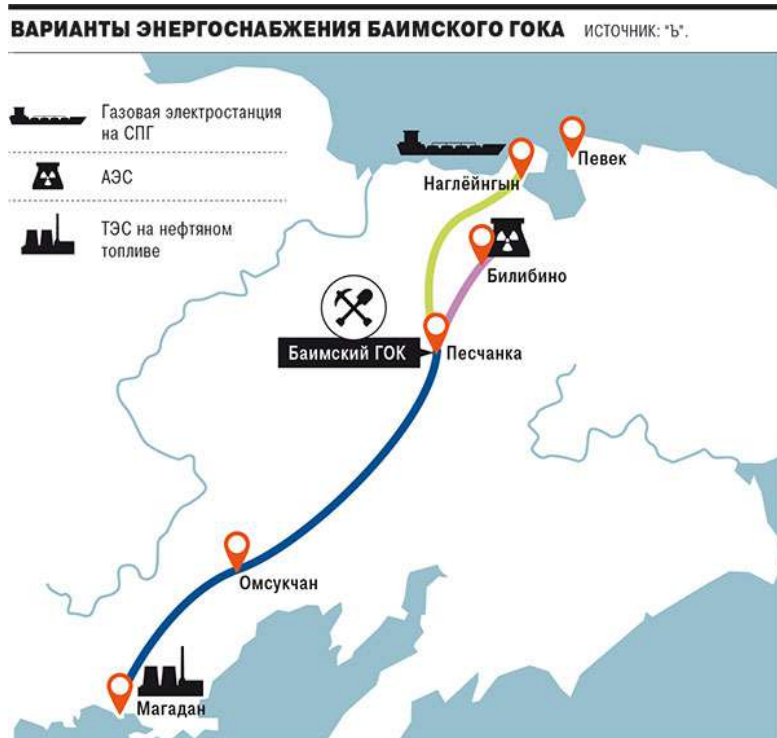 ВАРИАНТЫ ЭНЕРГОСНАБЖЕНИЯ БАИМСКОГО ГОКА ИСТОЧНИК: "Ъ".
Газовая электростанция
на СПГ
АЭС
ТЭС на нефтяном
топливе
Певек
Наглёйнгын
Билибино
Баимский ГОК
Песчанка
Омсукчан
Магадан